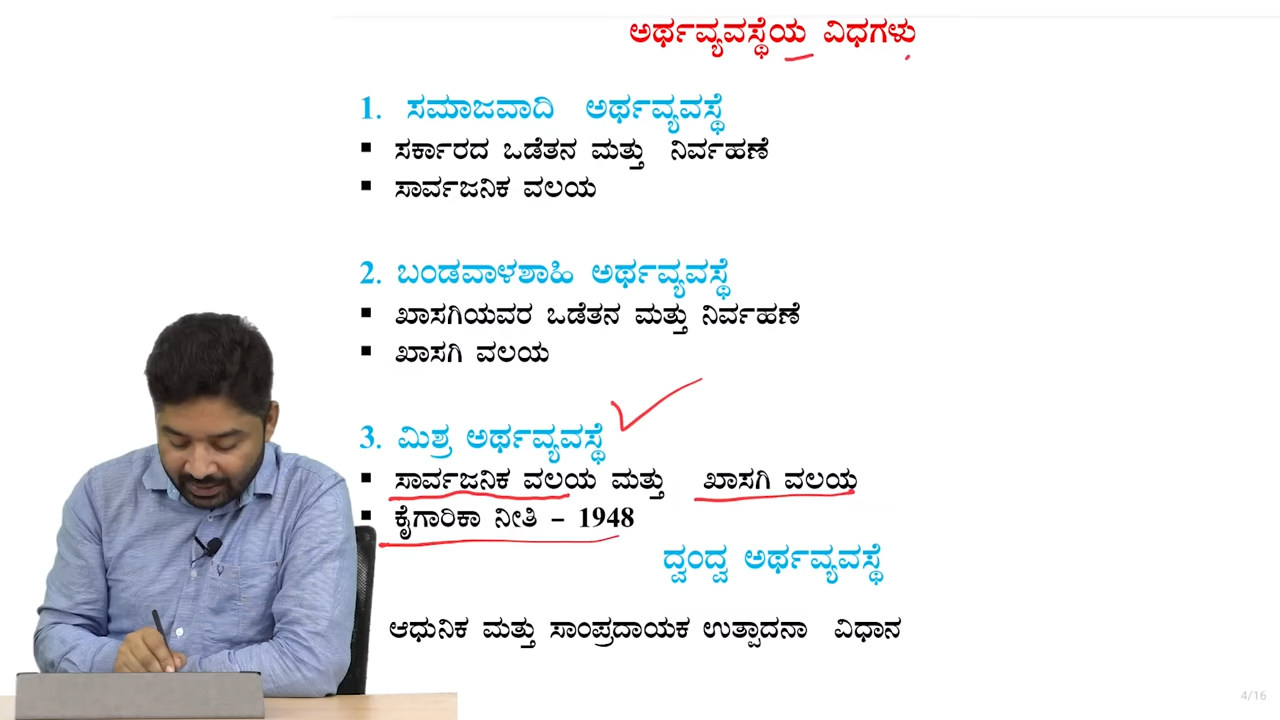 ಅರ್ಥವ್ಯವಸ್ಥೆಯ ವಿಧಗಳು
1. ಸಮಾಜವಾದಿ ಅರ್ಥವ್ಯವಸ್ಥೆ
▪ ಸರ್ಕಾರದ ಒಡೆತನ ಮತ್ತು ನಿರ್ವಹಣೆ
▪ ಸಾರ್ವಜನಿಕ ವಲಯ
2. ಬಂಡವಾಳಶಾಹಿ ಅರ್ಥವ್ಯವಸ್ಥೆ
▪ ಖಾಸಗಿಯವರ ಒಡೆತನ ಮತ್ತು ನಿರ್ವಹಣೆ
▪ ಖಾಸಗಿ ವಲಯ
3. ಮಿಶ್ರ ಅರ್ಥವ್ಯವಸ್ಥೆ
▪ ಸಾರ್ವಜನಿಕ ವಲಯ ಮತ್ತು ಖಾಸಗಿ ವಲಯ
▪ ಕೈಗಾರಿಕಾ ನೀತಿ – 1948
ದ್ವಂದ್ವ ಅರ್ಥವ್ಯವಸ್ಥೆ
ಆಧುನಿಕ ಮತ್ತು ಸಾಂಪ್ರದಾಯಕ ಉತ್ಪಾದನಾ ವಿಧಾನ
4/16